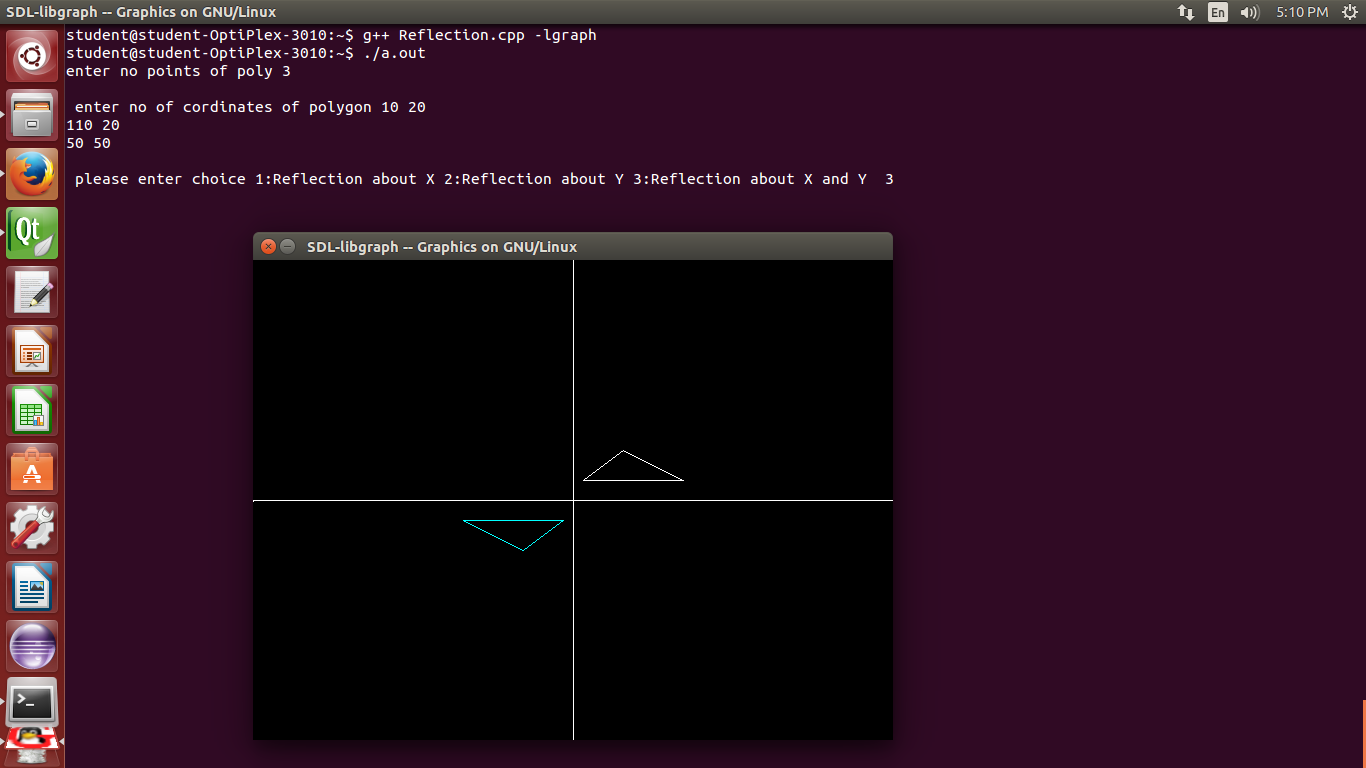 SDL-libgraph -- Graphics on GNU/Linux
En
5:10 PM
student@student-OptiPlex-3010:~$ g++ Reflection.cpp -lgraph
student@student-OptiPlex-3010:~$ ./a.out
enter no points of poly 3
enter no of cordinates of polygon 10 20
110 20
50 50
please enter choice 1:Reflection about X 2:Reflection about Y 3:Reflection about X and Y 3
Qt
SDL-libgraph -- Graphics on GNU/Linux
A
>_